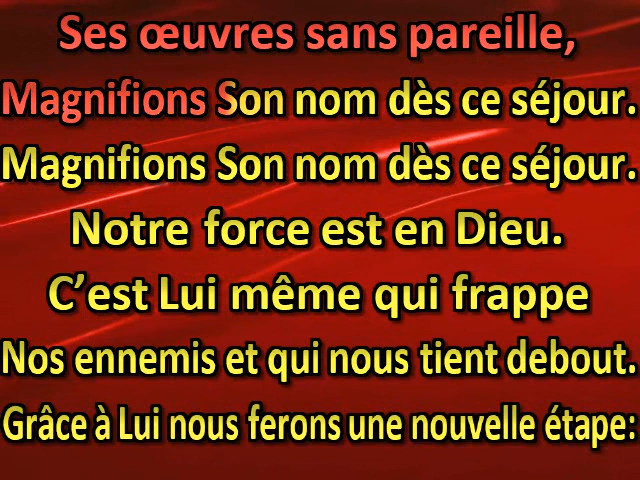 Ses œuvres sans pareille,
Magnifions Son nom dès ce séjour.
Magnifions Son nom dès ce séjour.
Notre force est en Dieu.
C’est Lui même qui frappe
Nos ennemis et qui nous tient debout.
Grâce à Lui nous ferons une nouvelle étape: